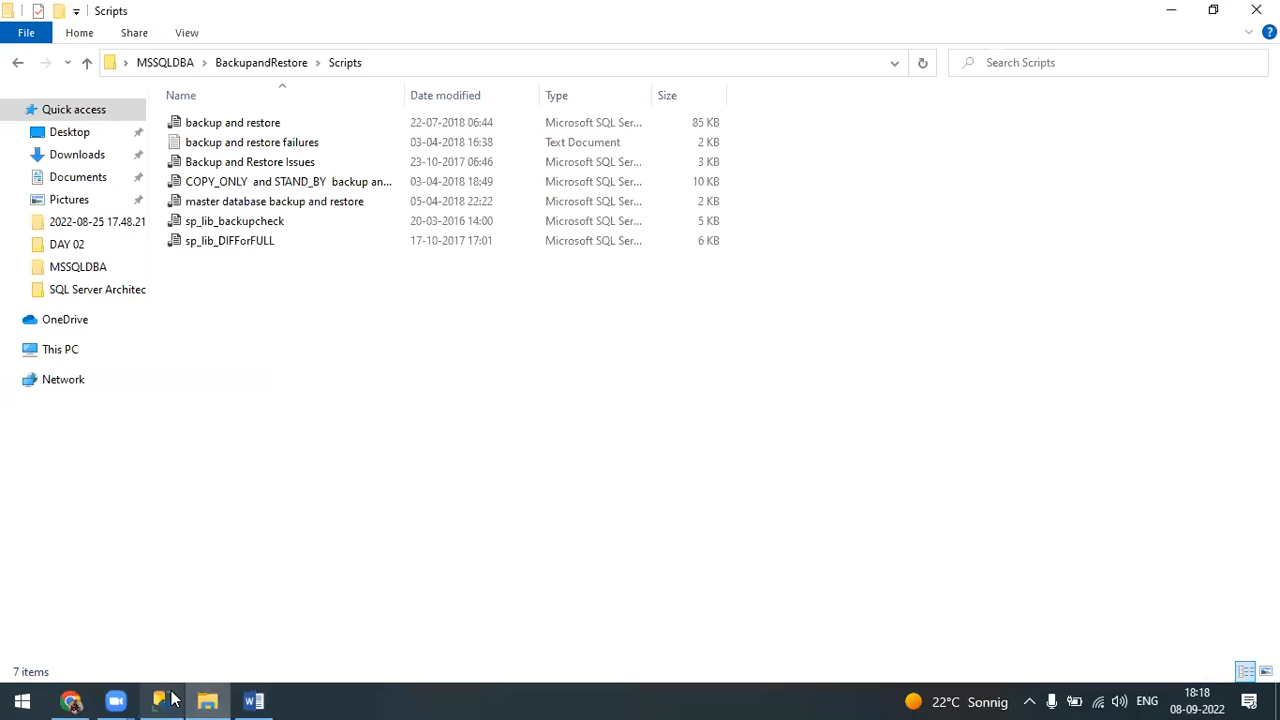 Scripts
File Home Share View
MSSQLDBA BackupandRestore Scripts Search Scripts
Name Date modified Type Size
Quick access
Desktop
Downloads
Documents
Pictures
2022-08-25 17.48.21
DAY 02
MSSQLDBA
SQL Server Architec
OneDrive
This PC
Network
backup and restore 22-07-2018 06:44 Microsoft SQL Ser... 85 KB
backup and restore failures 03-04-2018 16:38 Text Document 2 KB
Backup and Restore Issues 23-10-2017 06:46 Microsoft SQL Ser... 3 KB
COPY_ONLY and STAND_BY backup an... 03-04-2018 18:49 Microsoft SQL Ser... 10 KB
master database backup and restore 05-04-2018 22:22 Microsoft SQL Ser... 2 KB
sp_lib_backupcheck 20-03-2016 14:00 Microsoft SQL Ser... 5 KB
sp_lib_DIFForFULL 17-10-2017 17:01 Microsoft SQL Ser... 6 KB
7 items
22°C Sonnig ENG 18:18
08-09-2022